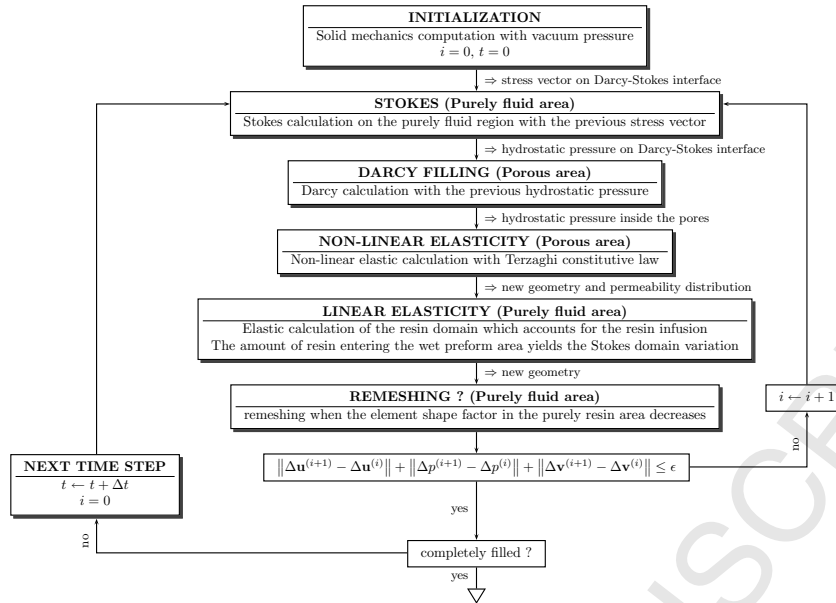 INITIALIZATION
Solid mechanics computation with vacuum pressure
i = 0, t = 0
⇒ stress vector on Darcy-Stokes interface
STOKES (Purely fluid area)
Stokes calculation on the purely fluid region with the previous stress vector
⇒ hydrostatic pressure on Darcy-Stokes interface
DARCY FILLING (Porous area)
Darcy calculation with the previous hydrostatic pressure
⇒ hydrostatic pressure inside the pores
NON-LINEAR ELASTICITY (Porous area)
Non-linear elastic calculation with Terzaghi constitutive law
⇒ new geometry and permeability distribution
LINEAR ELASTICITY (Purely fluid area)
Elastic calculation of the resin domain which accounts for the resin infusion
The amount of resin entering the wet preform area yields the Stokes domain variation
⇒ new geometry
REMESHING ? (Purely fluid area)
remeshing when the element shape factor in the purely resin area decreases
i ← i + 1
no
‖Δu^(i+1) − Δu^(i)‖ + ‖Δp^(i+1) − Δp^(i)‖ + ‖Δv^(i+1) − Δv^(i)‖ ≤ ϵ
NEXT TIME STEP
t ← t + Δt
i = 0
yes
no
completely filled ?
yes